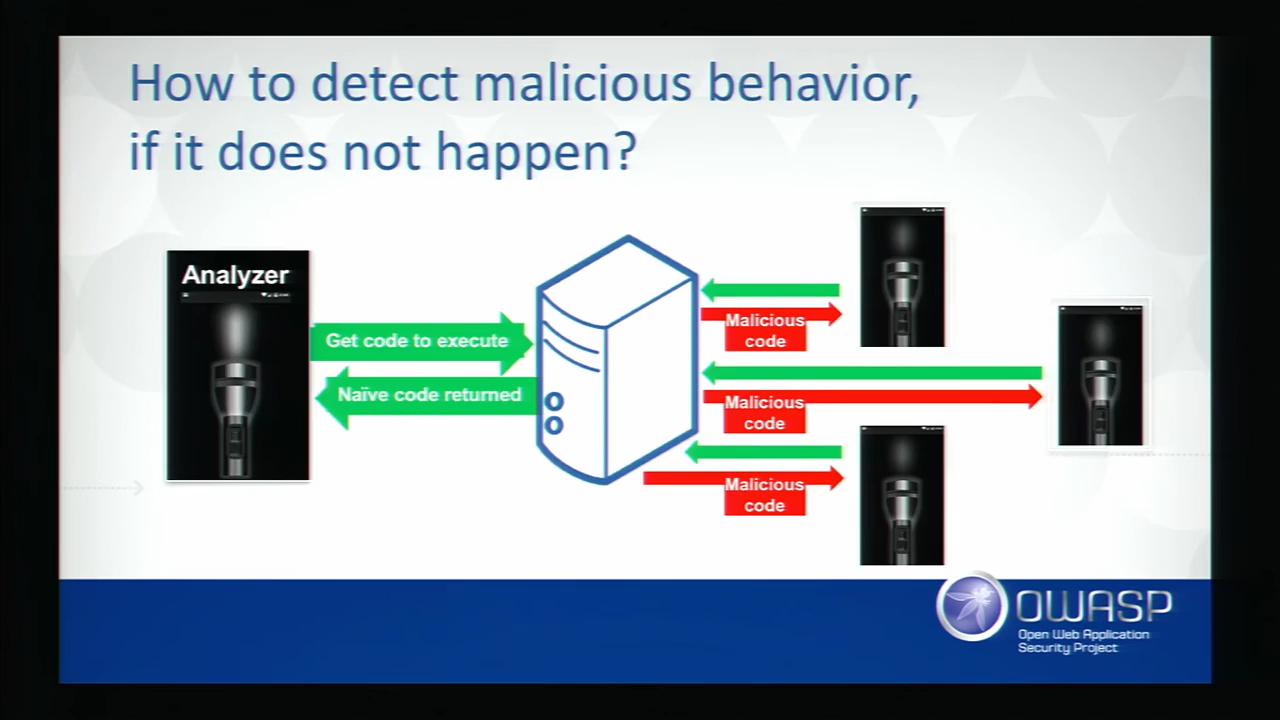 How to detect malicious behavior,
if it does not happen?
Analyzer
Get code to execute
Naïve code returned
Malicious
code
Malicious
code
Malicious
code
OWASP
Open Web Application
Security Project